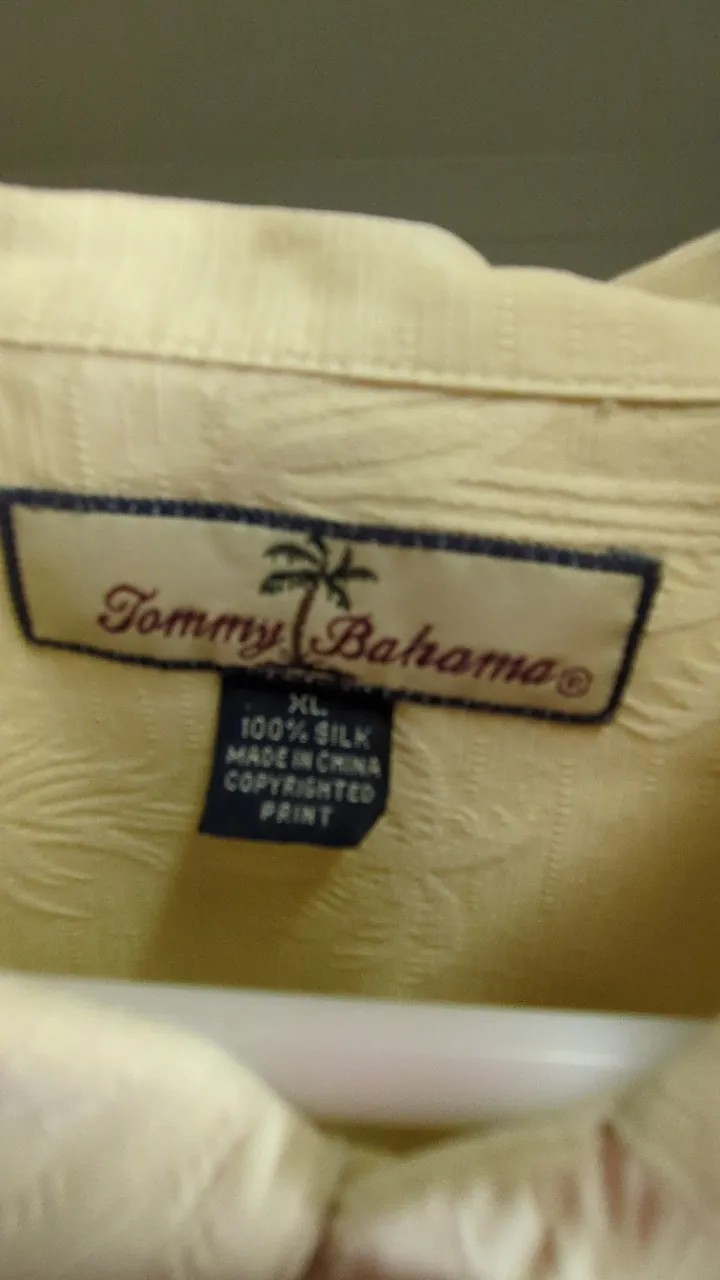 Tommy Bahama®
XL
100% SILK
MADE IN CHINA
COPYRIGHTED
PRINT